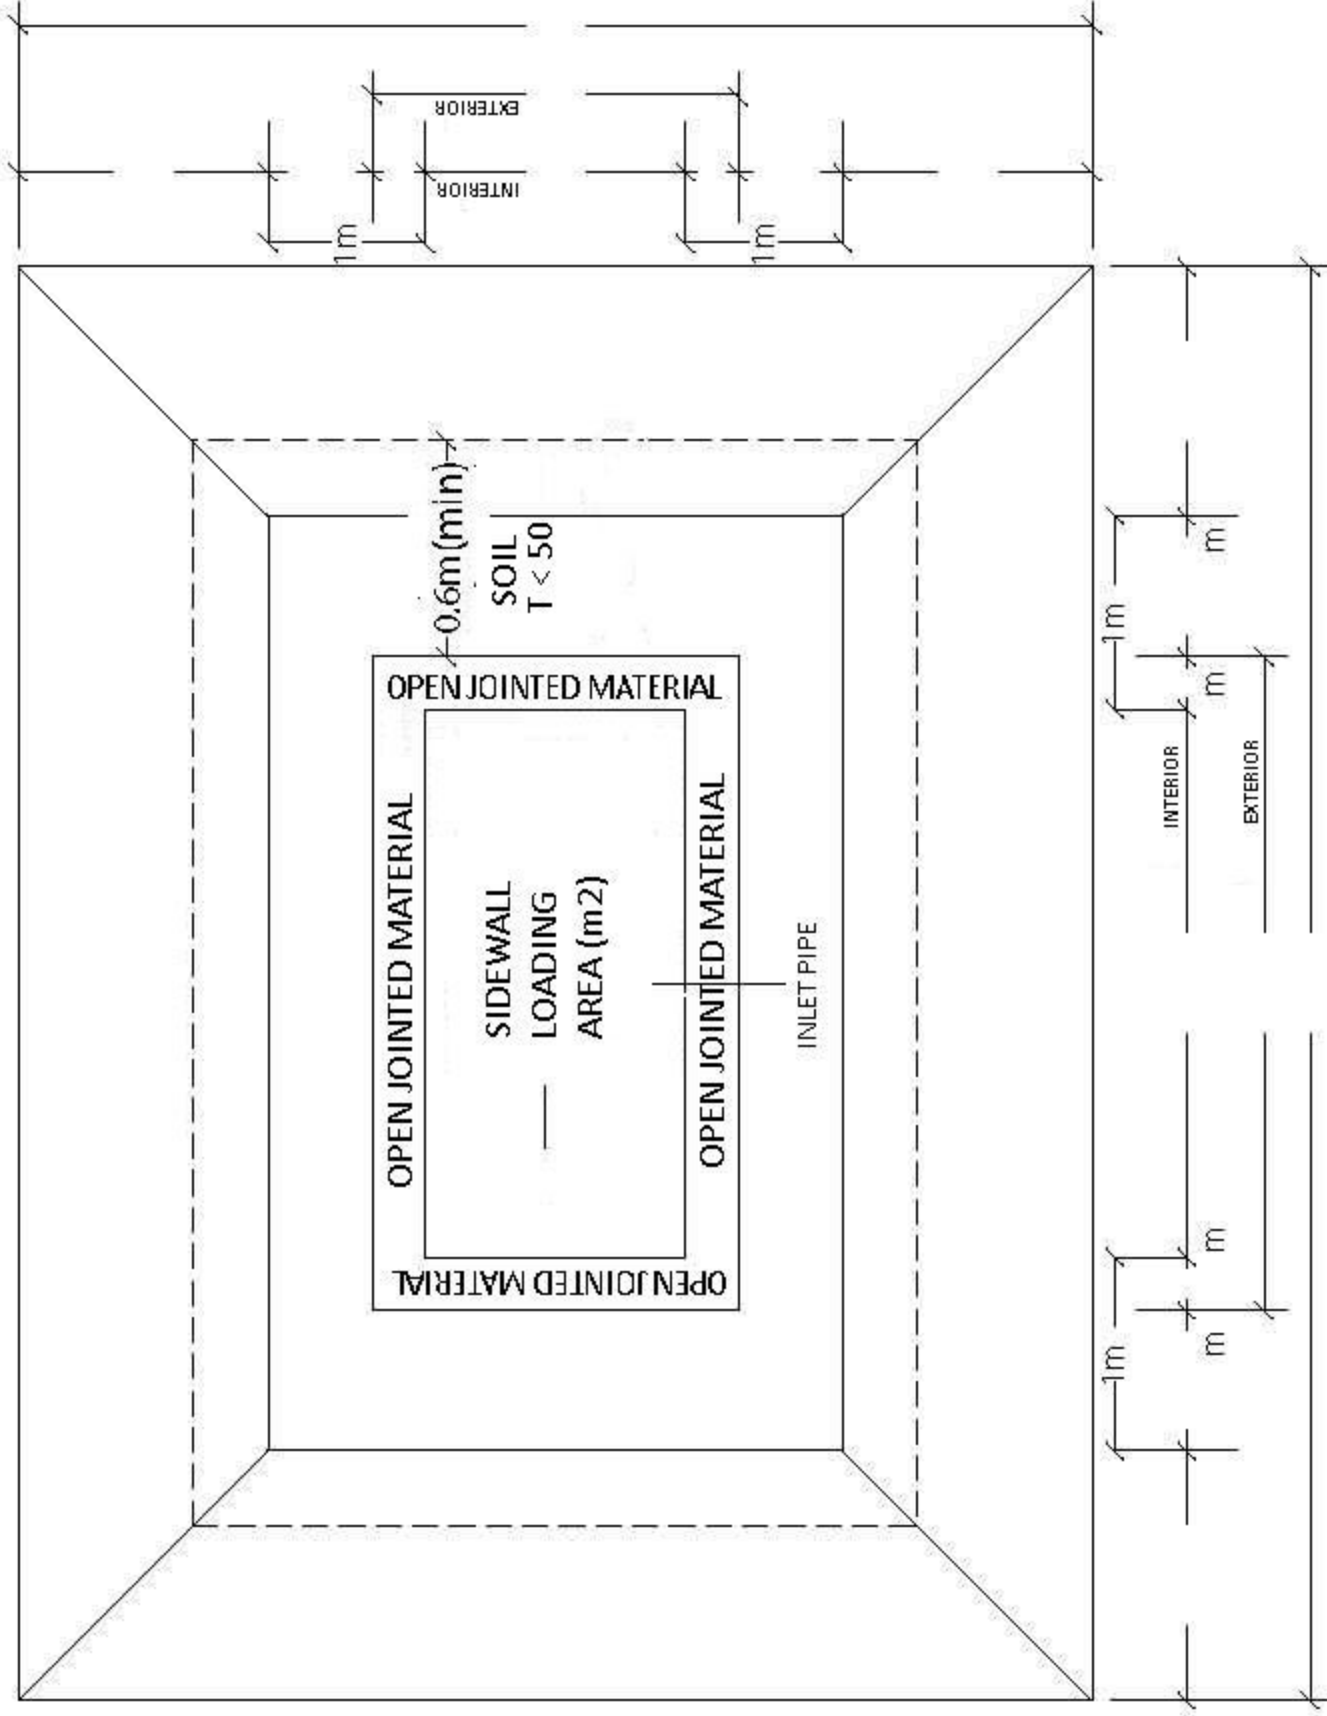 EXTERIOR
INTERIOR
1m
1m
0.6m(min)
SOIL
T < 50
OPEN JOINTED MATERIAL
OPEN JOINTED MATERIAL
SIDEWALL
LOADING
AREA (m2)
OPEN JOINTED MATERIAL
OPEN JOINTED MATERIAL
INLET PIPE
1m
m
m
INTERIOR
EXTERIOR
1m
m
m